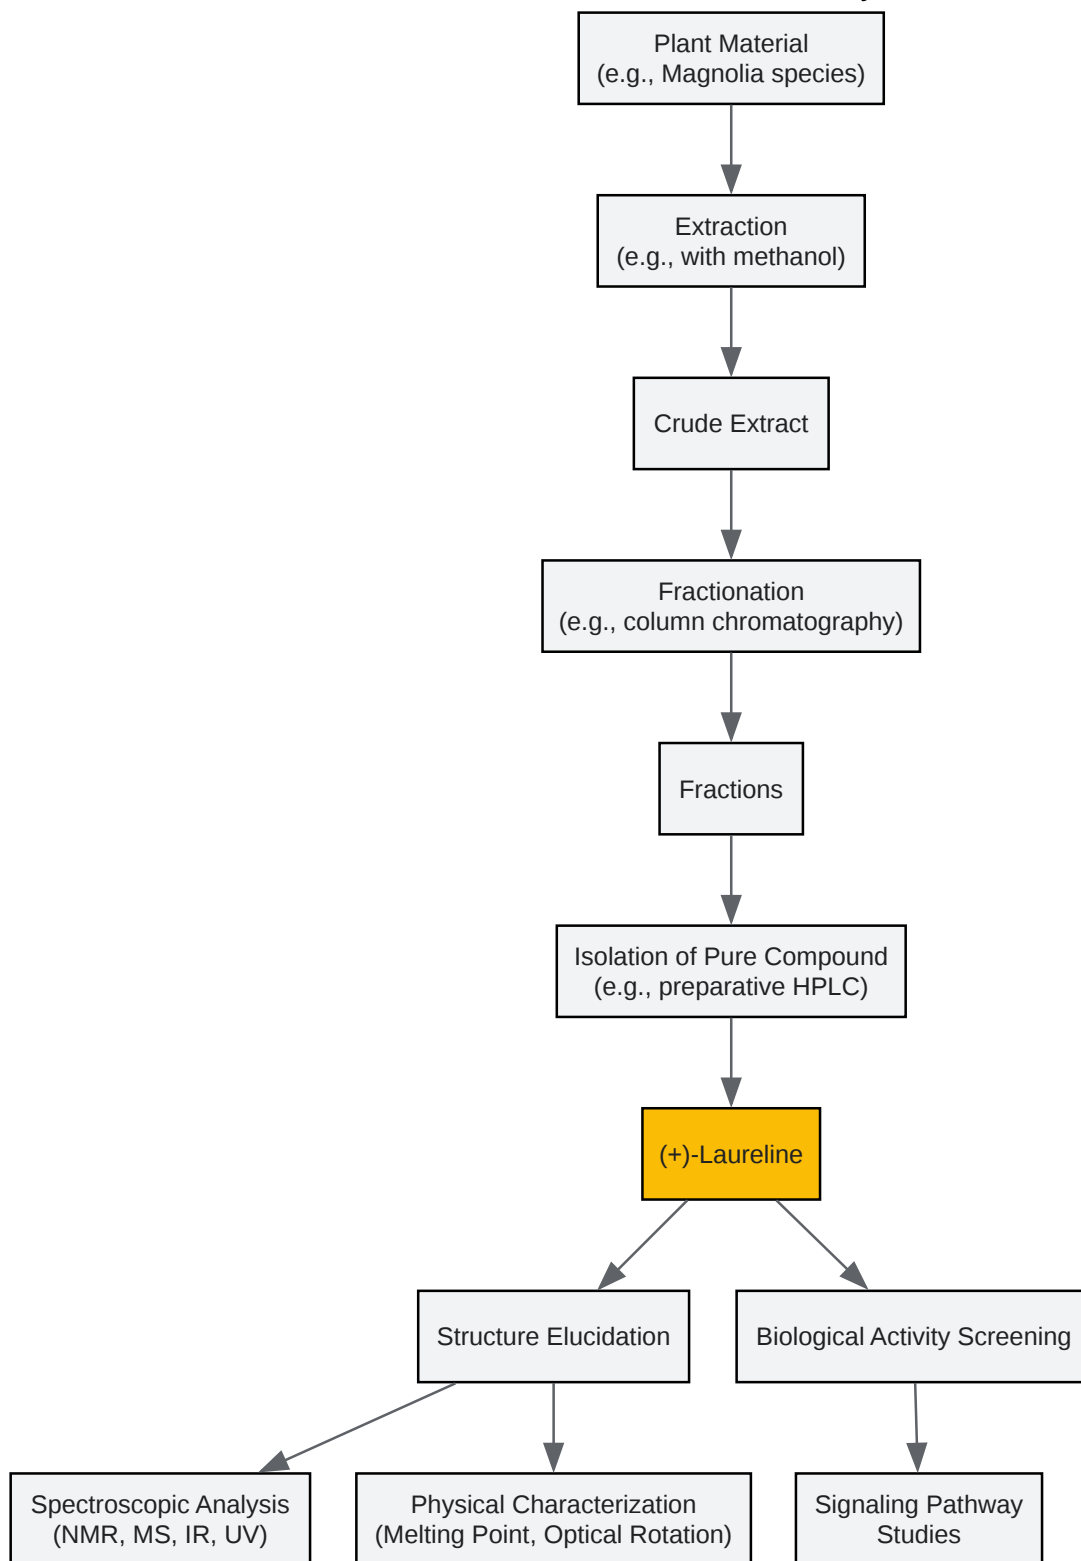 Plant Material
(e.g., Magnolia species)
Extraction
(e.g., with methanol)
Crude Extract
Fractionation
(e.g., column chromatography)
Fractions
Isolation of Pure Compound
(e.g., preparative HPLC)
(+)-Laureline
Structure Elucidation
Biological Activity Screening
Spectroscopic Analysis
(NMR, MS, IR, UV)
Physical Characterization
(Melting Point, Optical Rotation)
Signaling Pathway
Studies